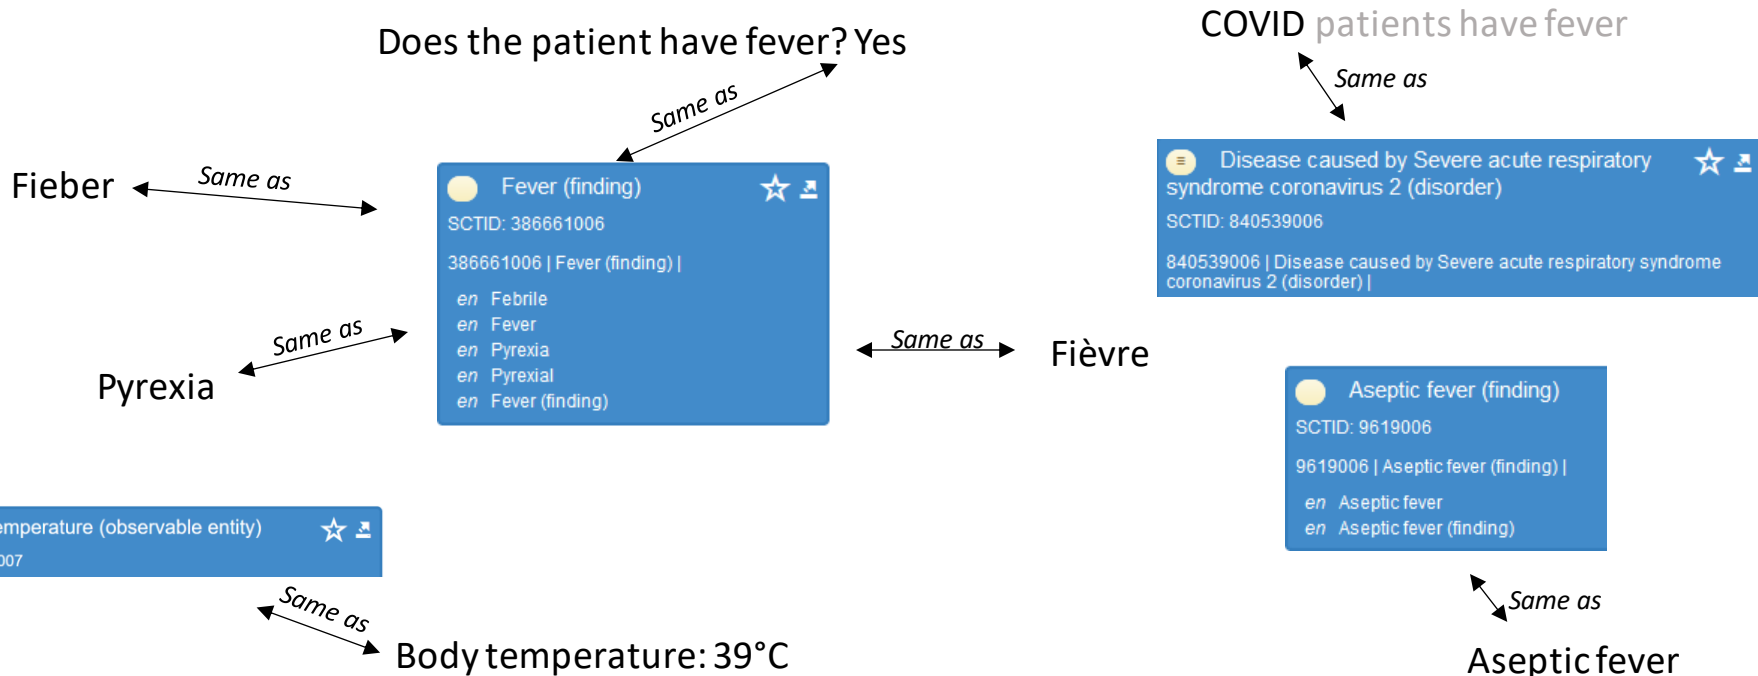 COVID patients have fever
Does the patient have fever? Yes
Same as
Same as
Disease caused by Severe acute respiratory
syndrome coronavirus 2 (disorder)
SCTID: 840539006
840539006 | Disease caused by Severe acute respiratory syndrome
coronavirus 2 (disorder) |
Fieber
Same as
Fever (finding)
SCTID: 386661006
386661006 | Fever (finding) |
en Febrile
en Fever
en Pyrexia
en Pyrexial
en Fever (finding)
Same as
Pyrexia
Same as
Fièvre
Aseptic fever (finding)
SCTID: 9619006
9619006 | Aseptic fever (finding) |
en Aseptic fever
en Aseptic fever (finding)
emperature (observable entity)
007
Same as
Body temperature: 39°C
Same as
Aseptic fever